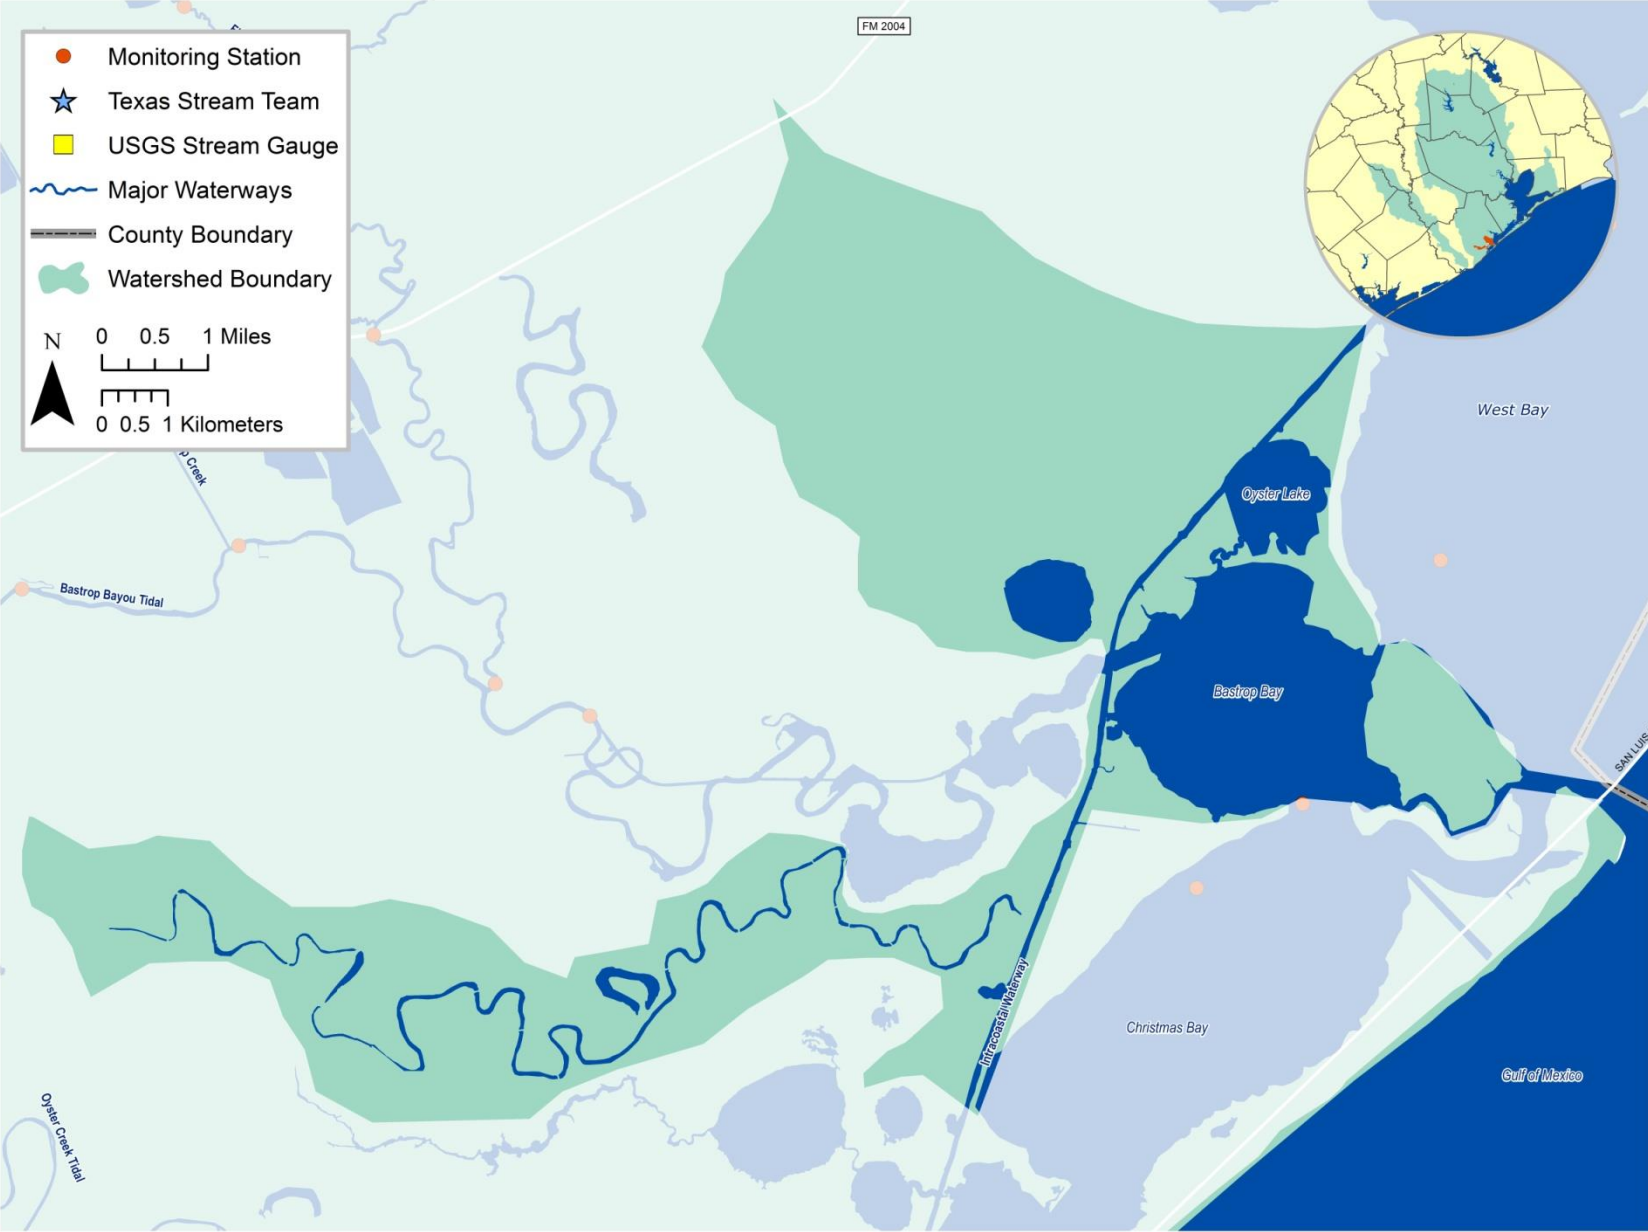 FM 2004
Monitoring Station
Texas Stream Team
USGS Stream Gauge
Major Waterways
County Boundary
Watershed Boundary
N
0 0.5 1 Miles
0 0.5 1 Kilometers
West Bay
Creek
Oyster Lake
Bastrop Bayou Tidal
Bastrop Bay
SAN LUIS
Intracoastal Waterway
Christmas Bay
Gulf of Mexico
Oyster Creek Tidal